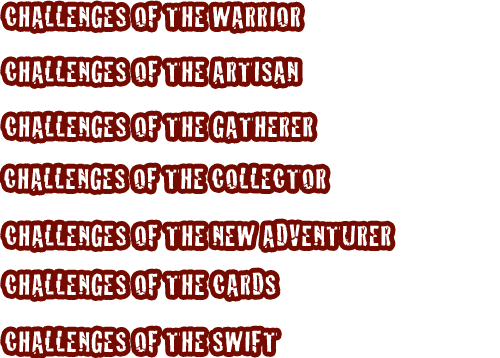 CHALLENGES OF THE WARRIOR
CHALLENGES OF THE ARTISAN
CHALLENGES OF THE GATHERER
CHALLENGES OF THE COLLECTOR
CHALLENGES OF THE NEW ADVENTURER
CHALLENGES OF THE CARDS
CHALLENGES OF THE SWIFT